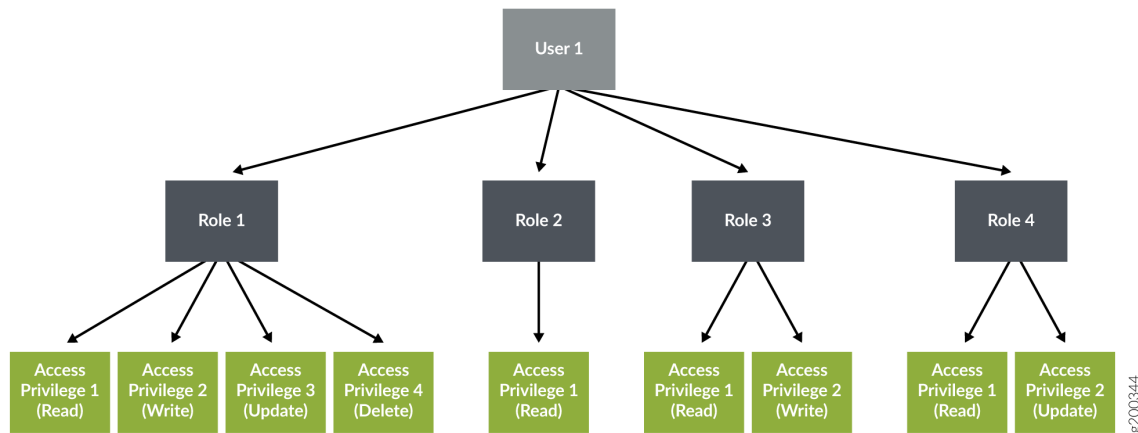 User 1
Role 1
Role 2
Role 3
Role 4
Access
Privilege 1
(Read)
Access
Privilege 2
(Write)
Access
Privilege 3
(Update)
Access
Privilege 4
(Delete)
Access
Privilege 1
(Read)
Access
Privilege 1
(Read)
Access
Privilege 2
(Write)
Access
Privilege 1
(Read)
Access
Privilege 2
(Update)
g200344